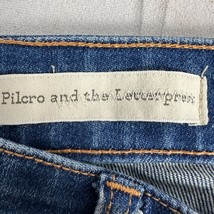 Pilcro and the Letterpress